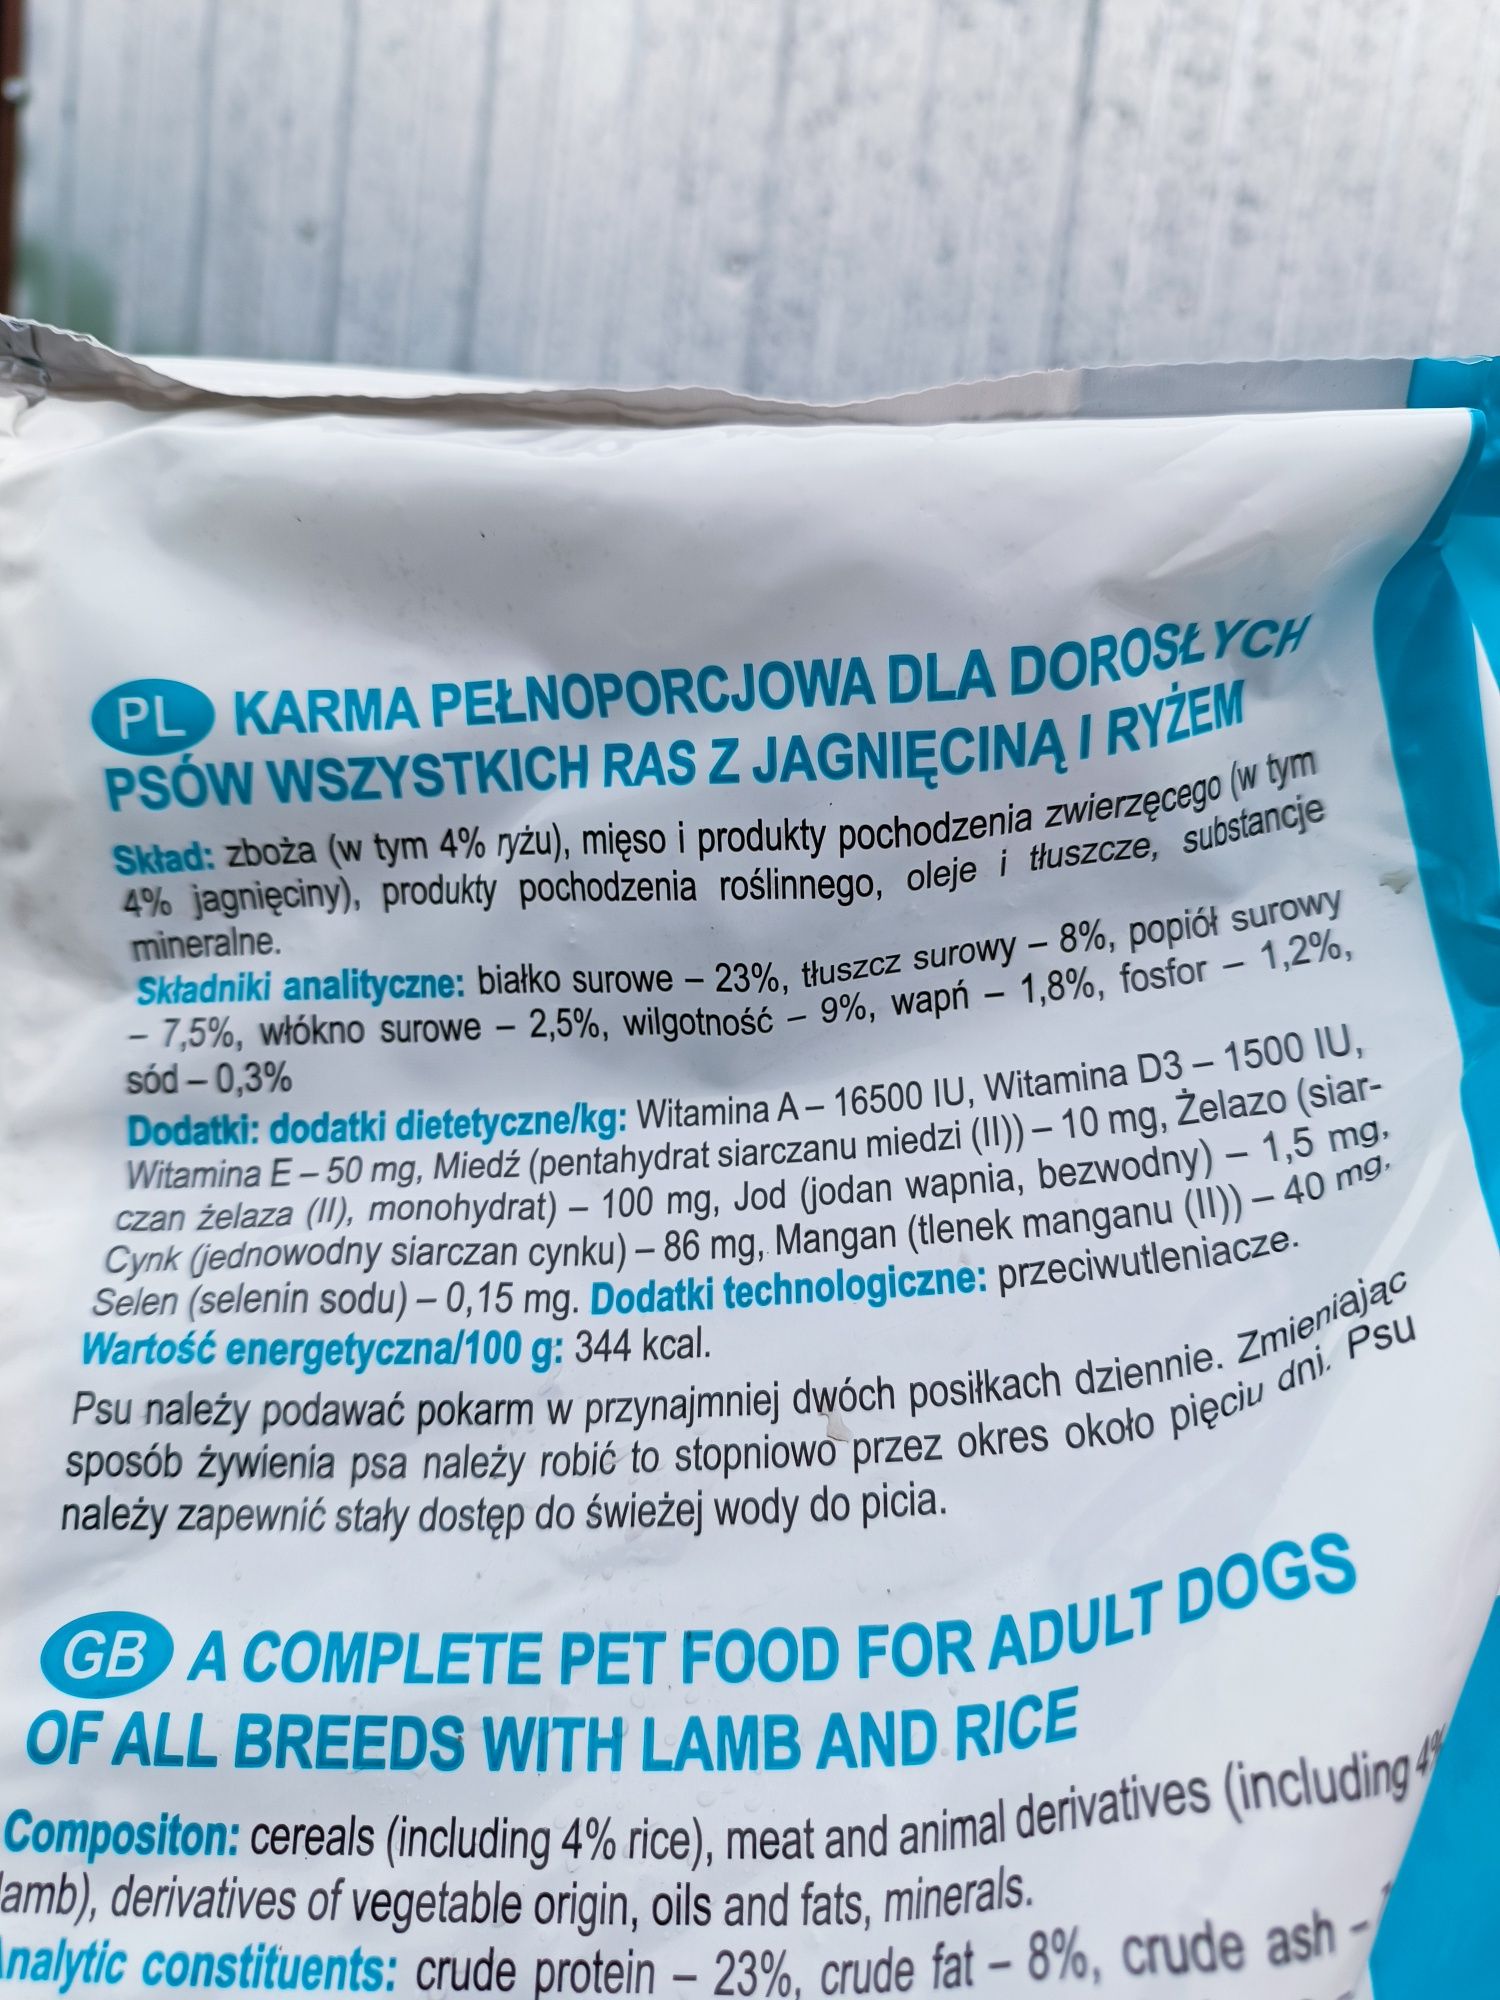 PL KARMA PEŁNOPORCJOWA DLA DOROSŁYCH
PSÓW WSZYSTKICH RAS Z JAGNIĘCINĄ I RYŻEM
Skład: zboża (w tym 4% ryżu), mięso i produkty pochodzenia zwierzęcego (w tym
4% jagnięciny), produkty pochodzenia roślinnego, oleje i tłuszcze, substancje
mineralne.
Składniki analityczne: białko surowe – 23%, tłuszcz surowy – 8%, popiół surowy
– 7,5%, włókno surowe – 2,5%, wilgotność – 9%, wapń – 1,8%, fosfor – 1,2%,
sód – 0,3%
Dodatki: dodatki dietetyczne/kg: Witamina A – 16500 IU, Witamina D3 – 1500 IU,
Witamina E – 50 mg, Miedź (pentahydrat siarczanu miedzi (II)) – 10 mg, Żelazo (siar-
czan żelaza (II), monohydrat) – 100 mg, Jod (jodan wapnia, bezwodny) – 1,5 mg,
Cynk (jednowodny siarczan cynku) – 86 mg, Mangan (tlenek manganu (II)) – 40 mg,
Selen (selenin sodu) – 0,15 mg. Dodatki technologiczne: przeciwutleniacze.
Wartość energetyczna/100 g: 344 kcal.
Psu należy podawać pokarm w przynajmniej dwóch posiłkach dziennie. Zmieniając
sposób żywienia psa należy robić to stopniowo przez okres około pięciu dni. Psu
należy zapewnić stały dostęp do świeżej wody do picia.
GB A COMPLETE PET FOOD FOR ADULT DOGS
OF ALL BREEDS WITH LAMB AND RICE
Compositon: cereals (including 4% rice), meat and animal derivatives (including 4%
lamb), derivatives of vegetable origin, oils and fats, minerals.
Analytic constituents: crude protein – 23%, crude fat – 8%, crude ash –